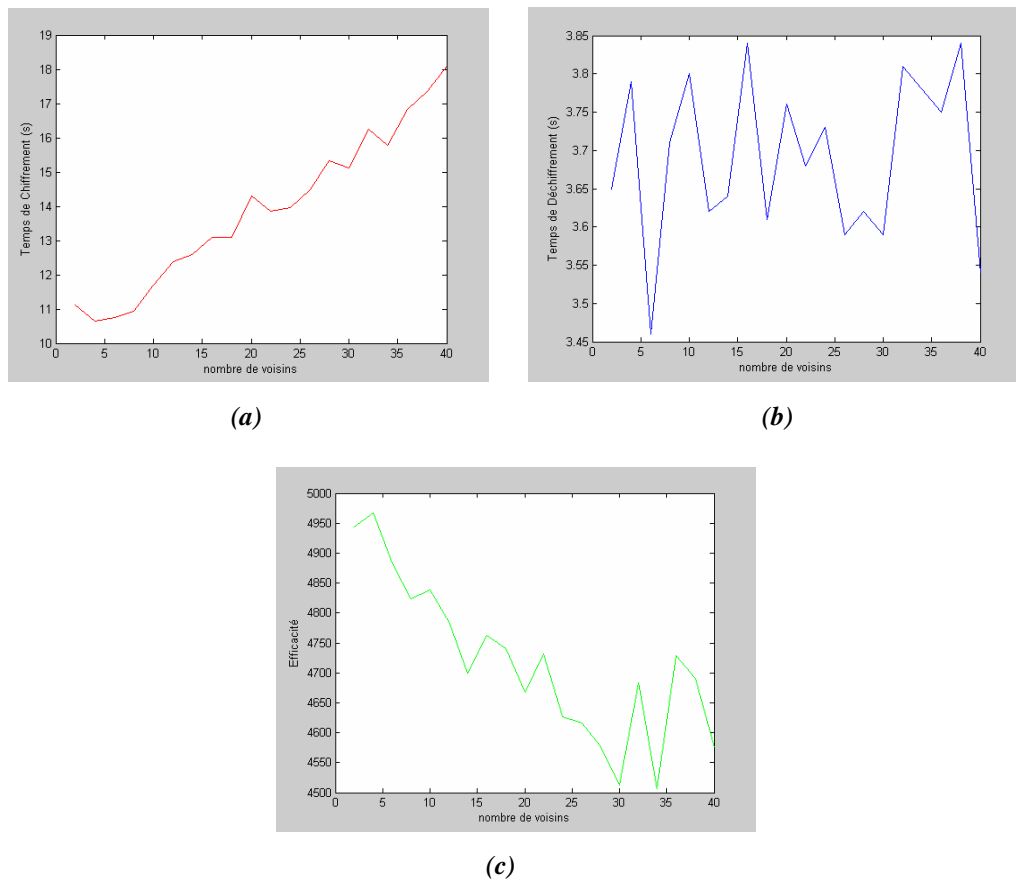 19
18
17
16
15
14
13
12
11
10
Temps de Chiffrement (s)
0 5 10 15 20 25 30 35 40
nombre de voisins
(a)
3.85
3.8
3.75
3.7
3.65
3.6
3.55
3.5
3.45
Temps de Déchiffrement (s)
0 5 10 15 20 25 30 35 40
nombre de voisins
(b)
5000
4950
4900
4850
4800
4750
4700
4650
4600
4550
4500
Efficacité
0 5 10 15 20 25 30 35 40
nombre de voisins
(c)